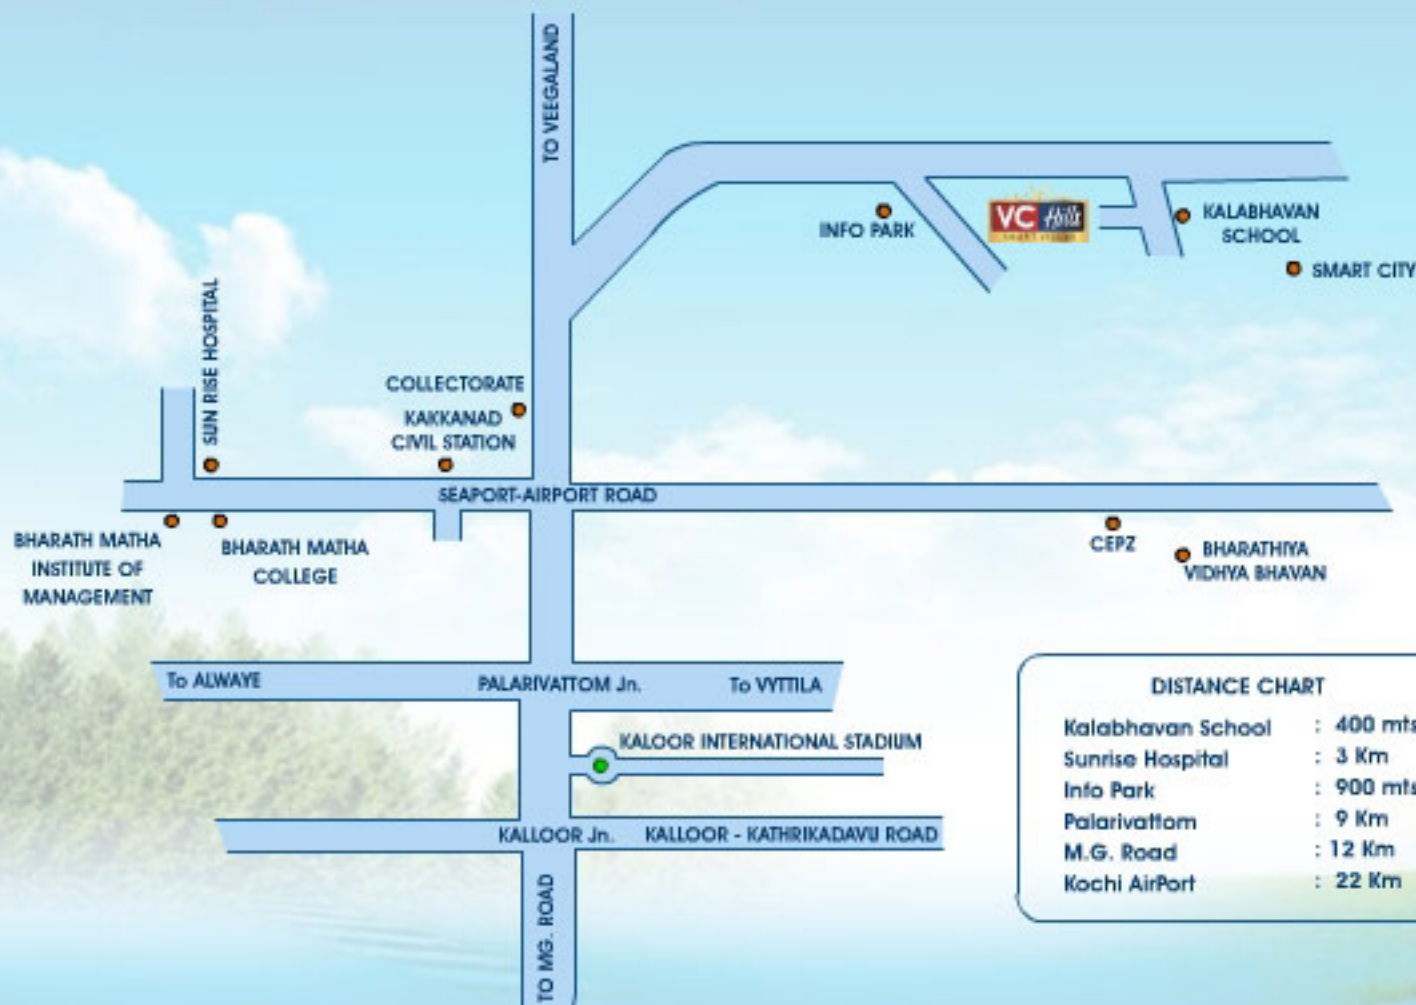 TO VEEGALAND
INFO PARK
VC Hills
KALABHAVAN
SCHOOL
SMART CITY
SUN RISE HOSPITAL
COLLECTORATE
KAKKANAD
CIVIL STATION
SEAPORT-AIRPORT ROAD
BHARATH MATHA
INSTITUTE OF
MANAGEMENT
BHARATH MATHA
COLLEGE
CEPZ
BHARATHIYA
VIDHYA BHAVAN
To ALWAYE
PALARIVATTOM Jn.
To VYTTILA
KALOOR INTERNATIONAL STADIUM
KALLOOR Jn.
KALLOOR - KATHRIKADAVU ROAD
TO MG. ROAD
DISTANCE CHART
Kalabhavan School : 400 mts
Sunrise Hospital : 3 Km
Info Park : 900 mts
Palarivattom : 9 Km
M.G. Road : 12 Km
Kochi AirPort : 22 Km